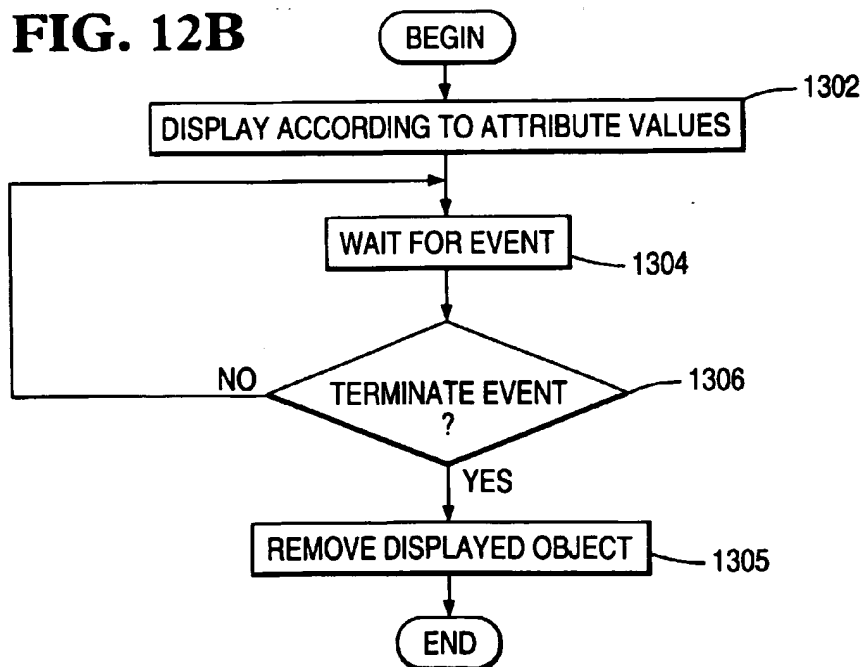 FIG. 12B
BEGIN
1302
DISPLAY ACCORDING TO ATTRIBUTE VALUES
WAIT FOR EVENT
1304
NO
TERMINATE EVENT
?
1306
YES
REMOVE DISPLAYED OBJECT
1305
END